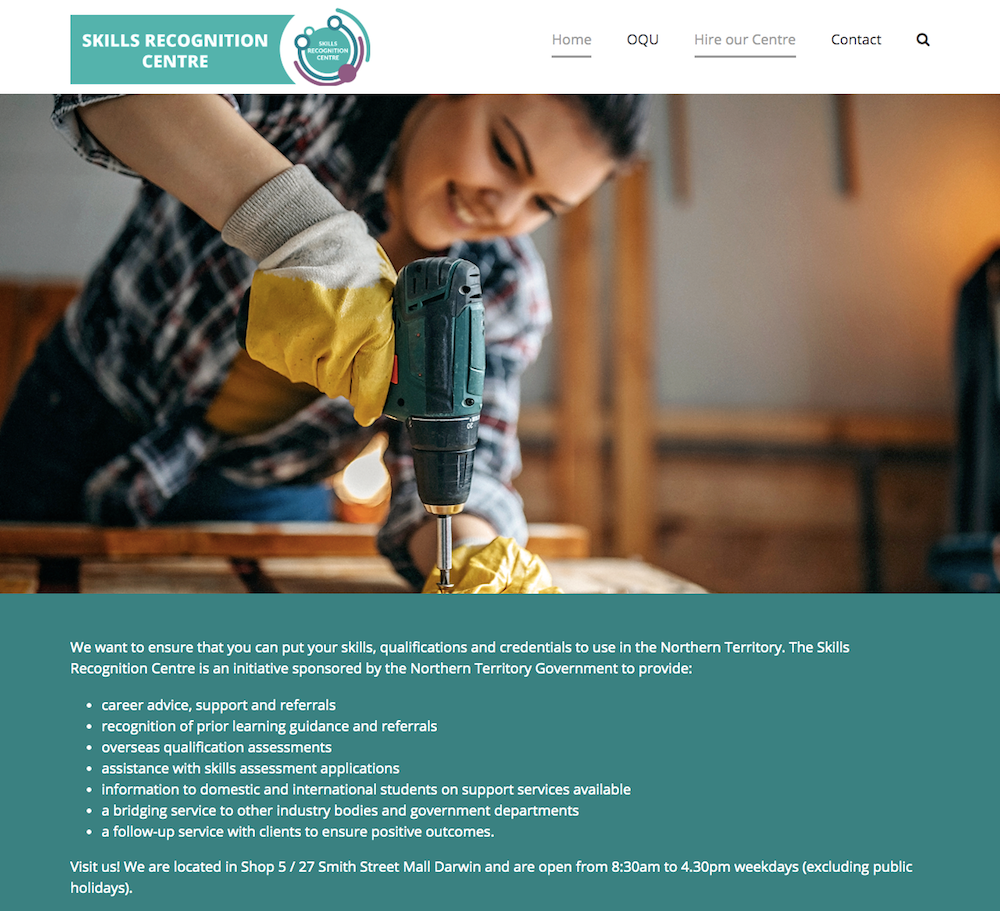 SKILLS RECOGNITION
CENTRE
SKILLS
RECOGNITION
CENTRE
Home
OQU
Hire our Centre
Contact
We want to ensure that you can put your skills, qualifications and credentials to use in the Northern Territory. The Skills
Recognition Centre is an initiative sponsored by the Northern Territory Government to provide:
• career advice, support and referrals
• recognition of prior learning guidance and referrals
• overseas qualification assessments
• assistance with skills assessment applications
• information to domestic and international students on support services available
• a bridging service to other industry bodies and government departments
• a follow-up service with clients to ensure positive outcomes.
Visit us! We are located in Shop 5 / 27 Smith Street Mall Darwin and are open from 8:30am to 4.30pm weekdays (excluding public
holidays).